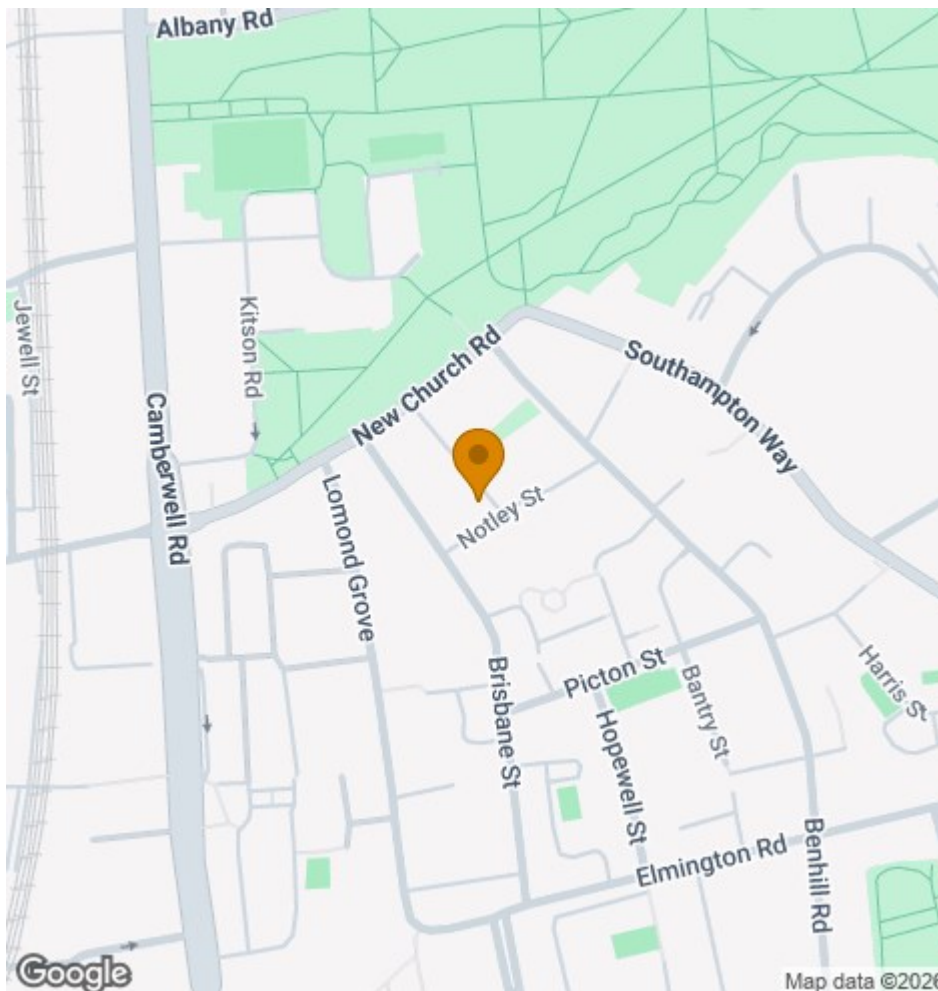 Albany Rd
Jewell St
Kitson Rd
Camberwell Rd
New Church Rd
Southampton Way
Notley St
Lomond Grove
Brisbane St
Picton St
Bantry St
Hopewell St
Harris St
Elmington Rd
Benhill Rd
Google
Map data ©2026